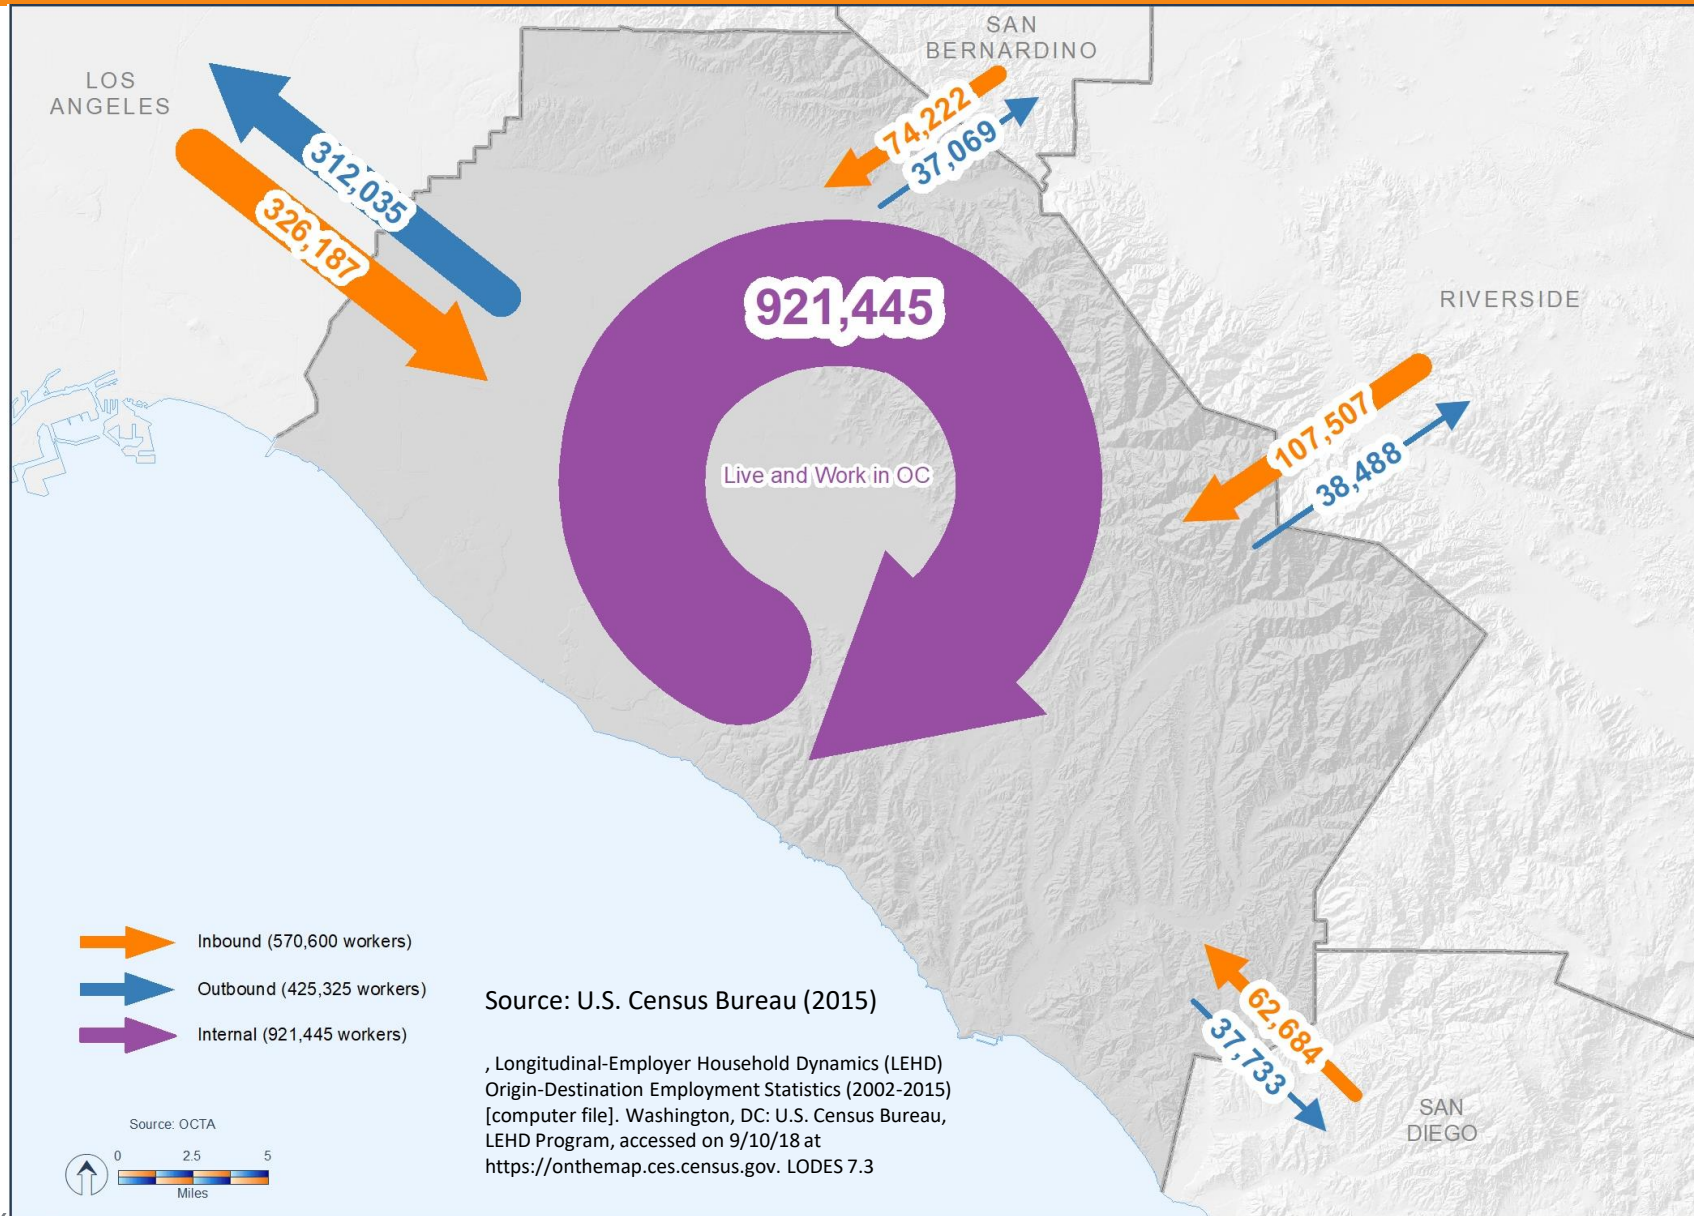 SAN
BERNARDINO
LOS
ANGELES
74,222
37,069
312,035
326,187
921,445
RIVERSIDE
107,507
38,488
Live and Work in OC
Inbound (570,600 workers)
Outbound (425,325 workers)
Internal (921,445 workers)
Source: U.S. Census Bureau (2015)
, Longitudinal-Employer Household Dynamics (LEHD)
Origin-Destination Employment Statistics (2002-2015)
[computer file]. Washington, DC: U.S. Census Bureau,
LEHD Program, accessed on 9/10/18 at
https://onthemap.ces.census.gov. LODES 7.3
62,684
37,733
SAN
DIEGO
Source: OCTA
0 2.5 5
Miles